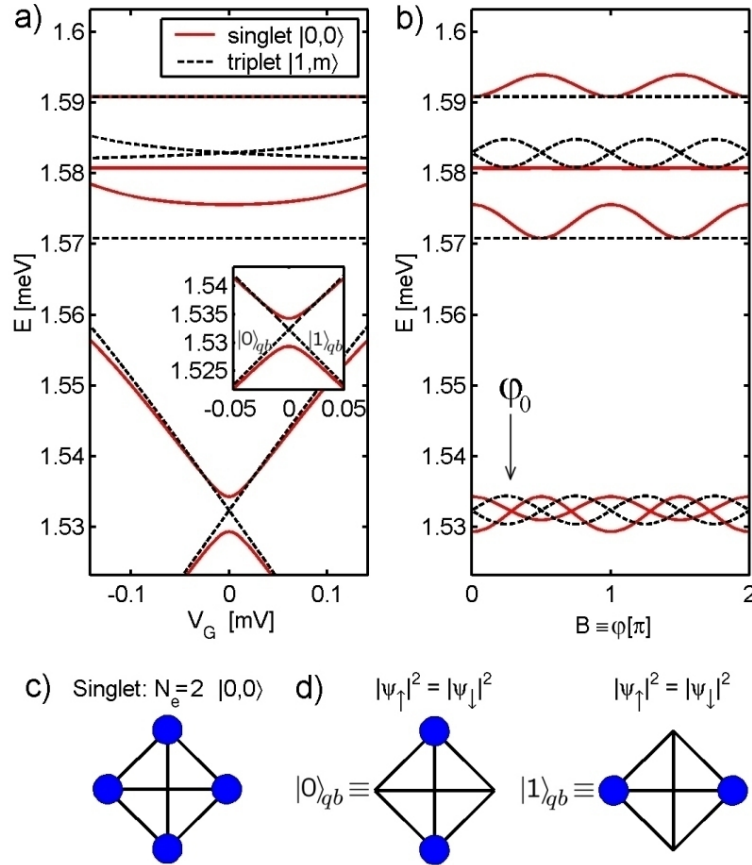 a)
b)
singlet |0,0⟩
triplet |1,m⟩
1.6
1.59
1.58
1.57
1.56
1.55
1.54
1.53
E [meV]
-0.1 0 0.1
V_G [mV]
1.54
1.535
1.53
1.525
|0⟩qb |1⟩qb
-0.05 0 0.05
1.6
1.59
1.58
1.57
1.56
1.55
1.54
1.53
E [meV]
φ₀
0 1 2
B ≡ φ[π]
c) Singlet: N_e=2 |0,0⟩
d) |ψ↑|² = |ψ↓|² |ψ↑|² = |ψ↓|²
|0⟩qb ≡ |1⟩qb ≡